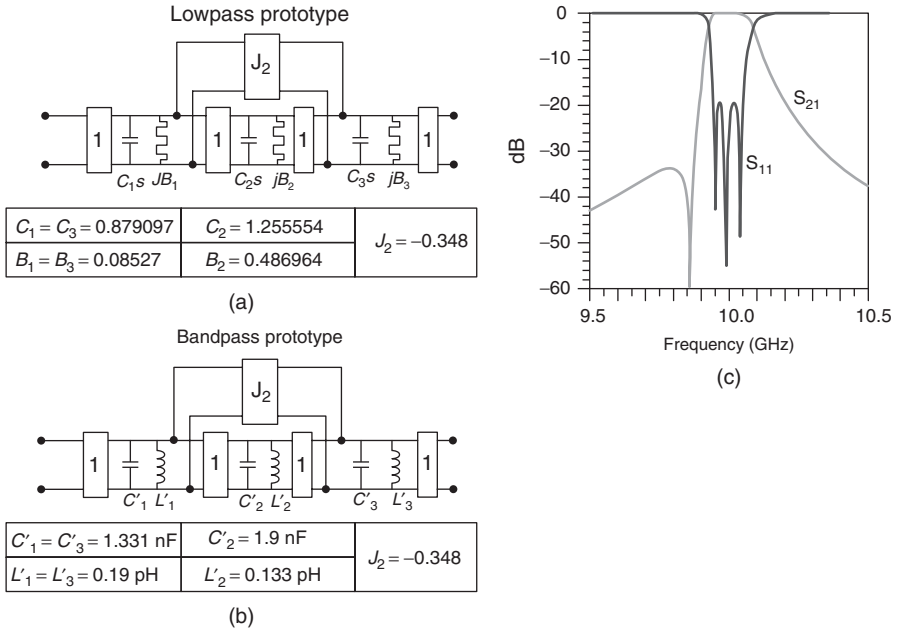 Lowpass prototype
J2
1
1
1
1
C1s JB1
C2s jB2
C3s jB3
C1 = C3 = 0.879097
C2 = 1.255554
J2 = −0.348
B1 = B3 = 0.08527
B2 = 0.486964
(a)
Bandpass prototype
J2
1
1
1
1
C′1 L′1
C′2 L′2
C′3 L′3
C′1 = C′3 = 1.331 nF
C′2 = 1.9 nF
J2 = −0.348
L′1 = L′3 = 0.19 pH
L′2 = 0.133 pH
(b)
0
−10
−20
−30
−40
−50
−60
dB
S21
S11
9.5
10.0
10.5
Frequency (GHz)
(c)